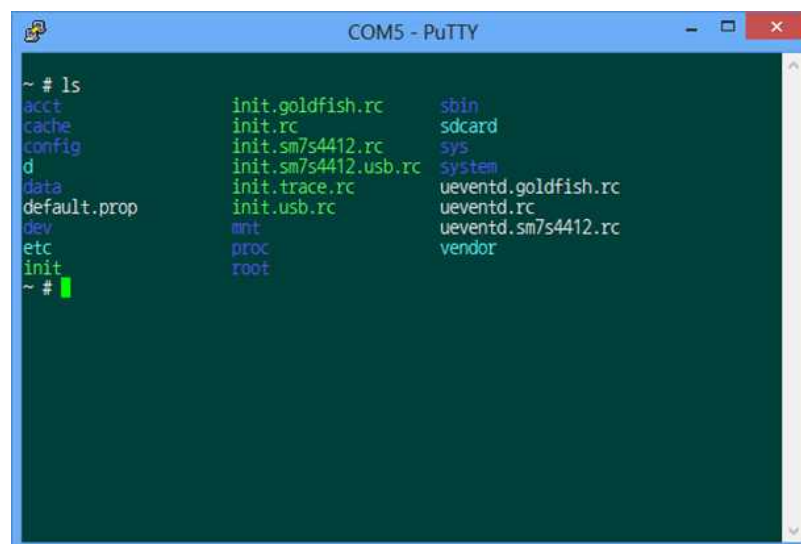 COM5 - PuTTY
~ # ls
acct init.goldfish.rc sbin
cache init.rc sdcard
config init.sm7s4412.rc sys
d init.sm7s4412.usb.rc system
data init.trace.rc ueventd.goldfish.rc
default.prop init.usb.rc ueventd.rc
dev mnt ueventd.sm7s4412.rc
etc proc vendor
init root
~ #